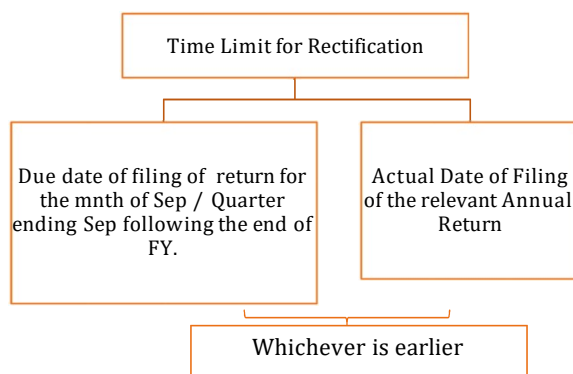 Time Limit for Rectification
Due date of filing of return for
the mnth of Sep / Quarter
ending Sep following the end of
FY.
Actual Date of Filing
of the relevant Annual
Return
Whichever is earlier